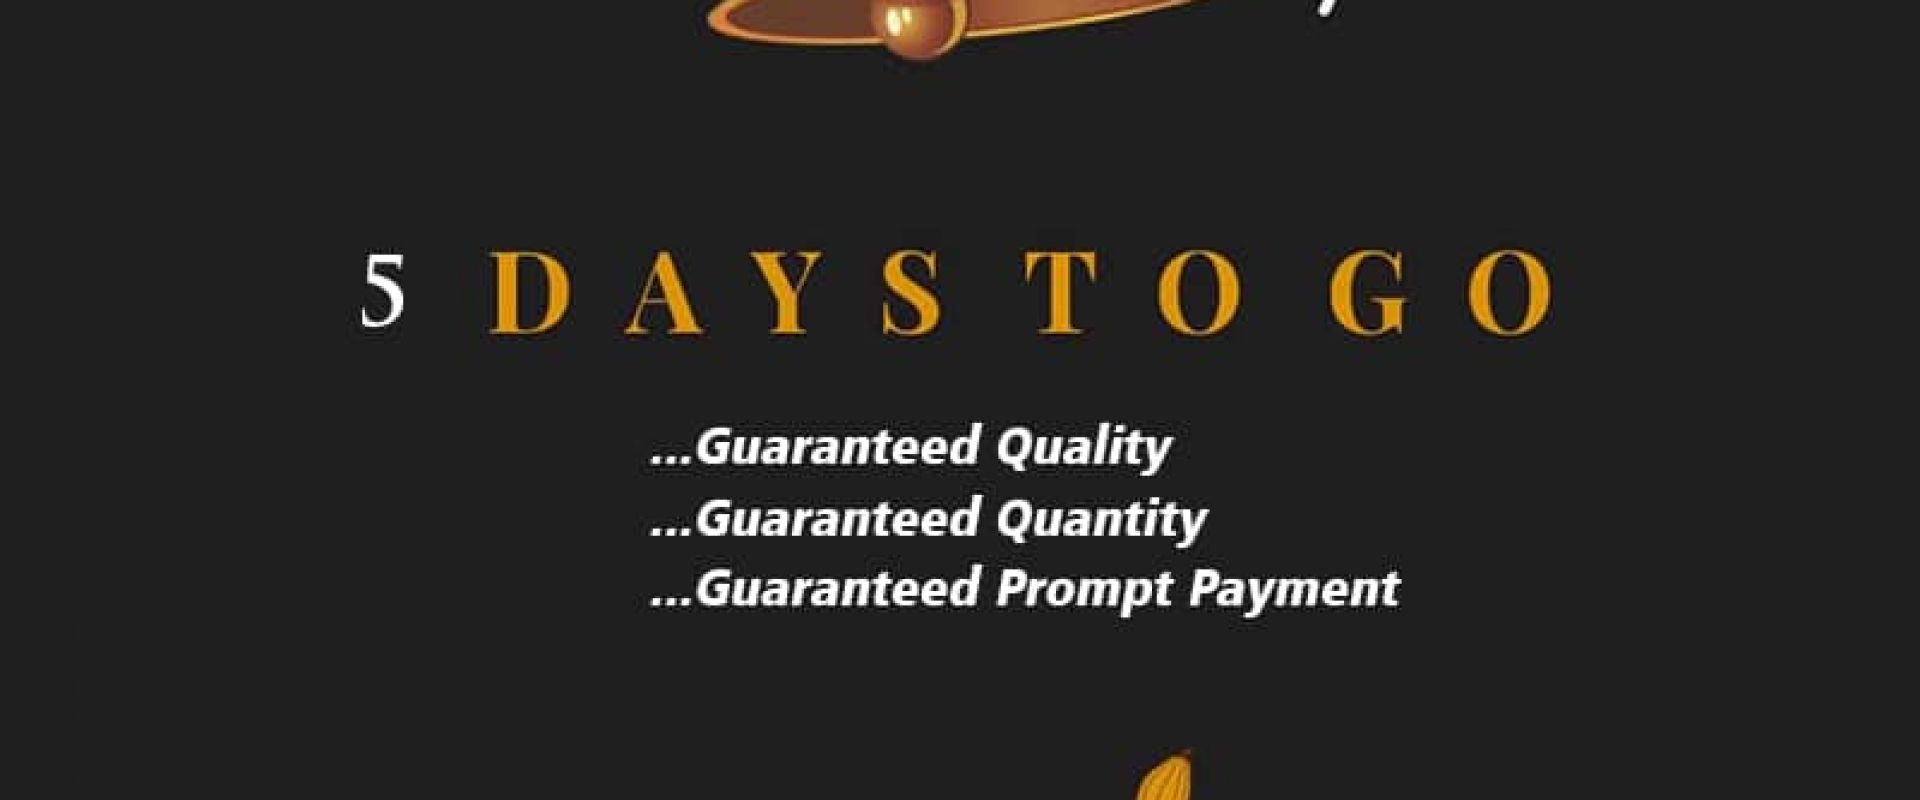 5 DAYS TO GO
...Guaranteed Quality
...Guaranteed Quantity
...Guaranteed Prompt Payment